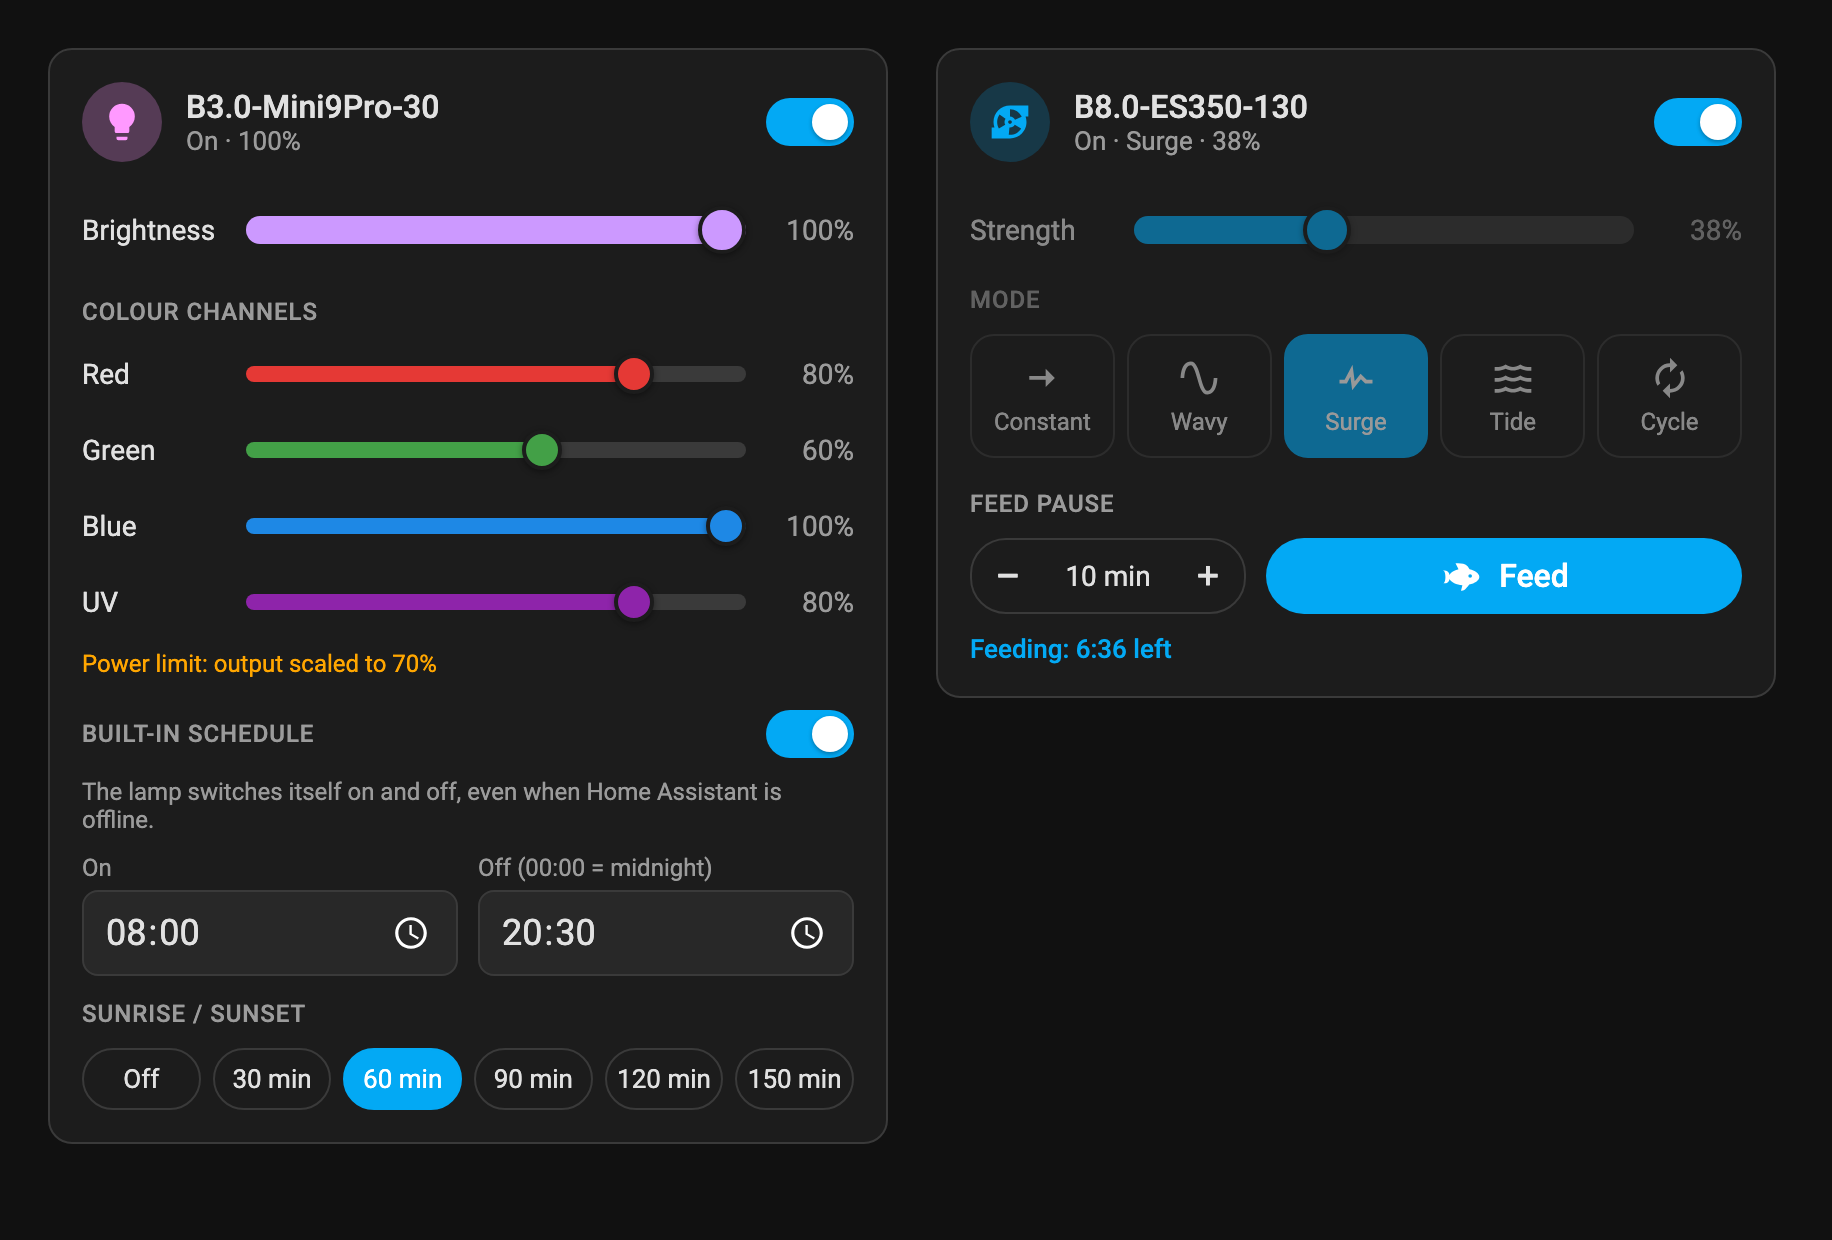 B3.0-Mini9Pro-30
On · 100%
Brightness 100%
COLOUR CHANNELS
Red 80%
Green 60%
Blue 100%
UV 80%
Power limit: output scaled to 70%
BUILT-IN SCHEDULE
The lamp switches itself on and off, even when Home Assistant is
offline.
On Off (00:00 = midnight)
08:00 20:30
SUNRISE / SUNSET
Off 30 min 60 min 90 min 120 min 150 min
B8.0-ES350-130
On · Surge · 38%
Strength 38%
MODE
Constant Wavy Surge Tide Cycle
FEED PAUSE
− 10 min + Feed
Feeding: 6:36 left